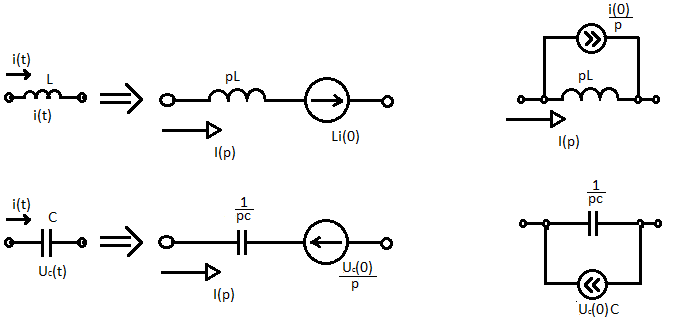 i(t)
L
i(t)
pL
Li(0)
I(p)
i(0)
p
pL
I(p)
i(t)
C
Uc(t)
1
pc
Uc(0)
p
I(p)
1
pc
Uc(0)C